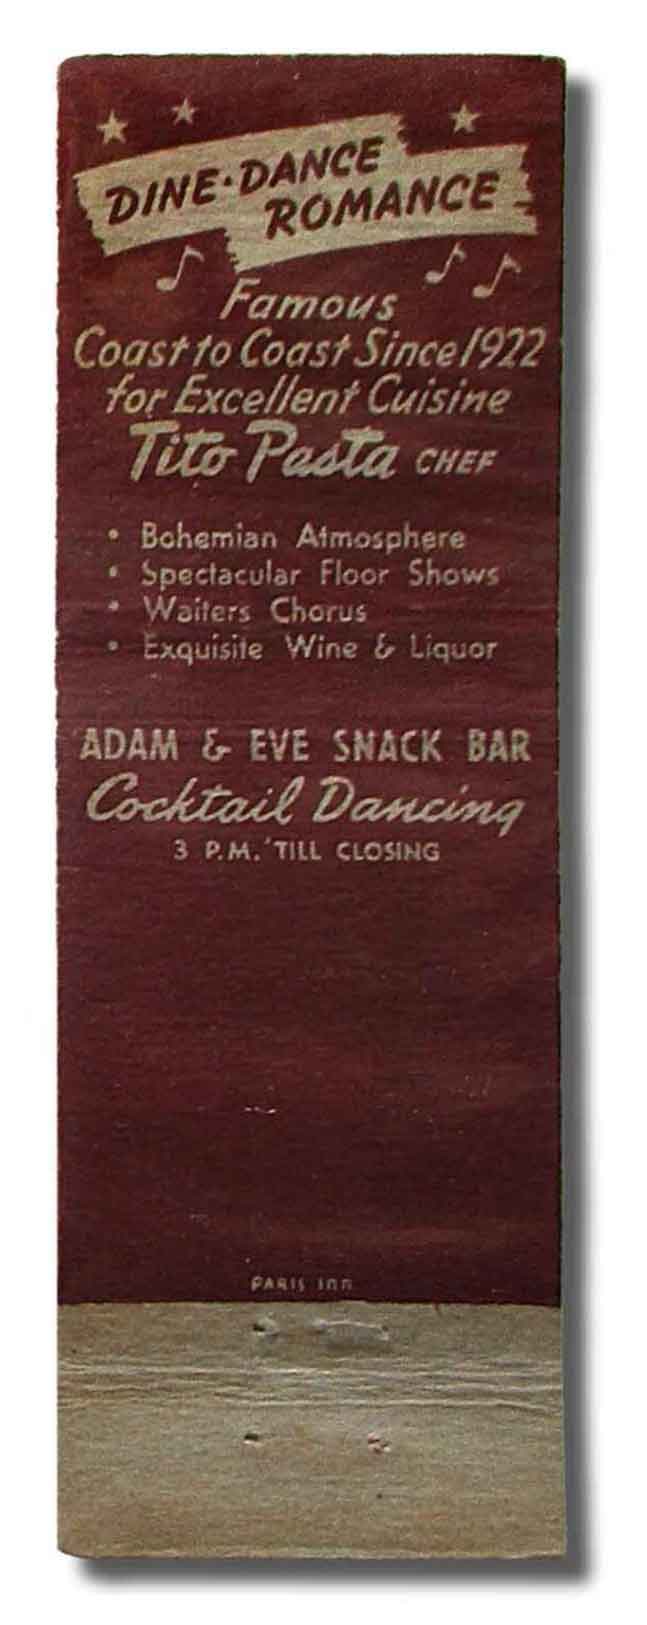 DINE·DANCE
ROMANCE
Famous
Coast to Coast Since 1922
for Excellent Cuisine
Tito Pasta CHEF
• Bohemian Atmosphere
• Spectacular Floor Shows
• Waiters Chorus
• Exquisite Wine & Liquor
ADAM & EVE SNACK BAR
Cocktail Dancing
3 P.M. 'TILL CLOSING
PARIS INN